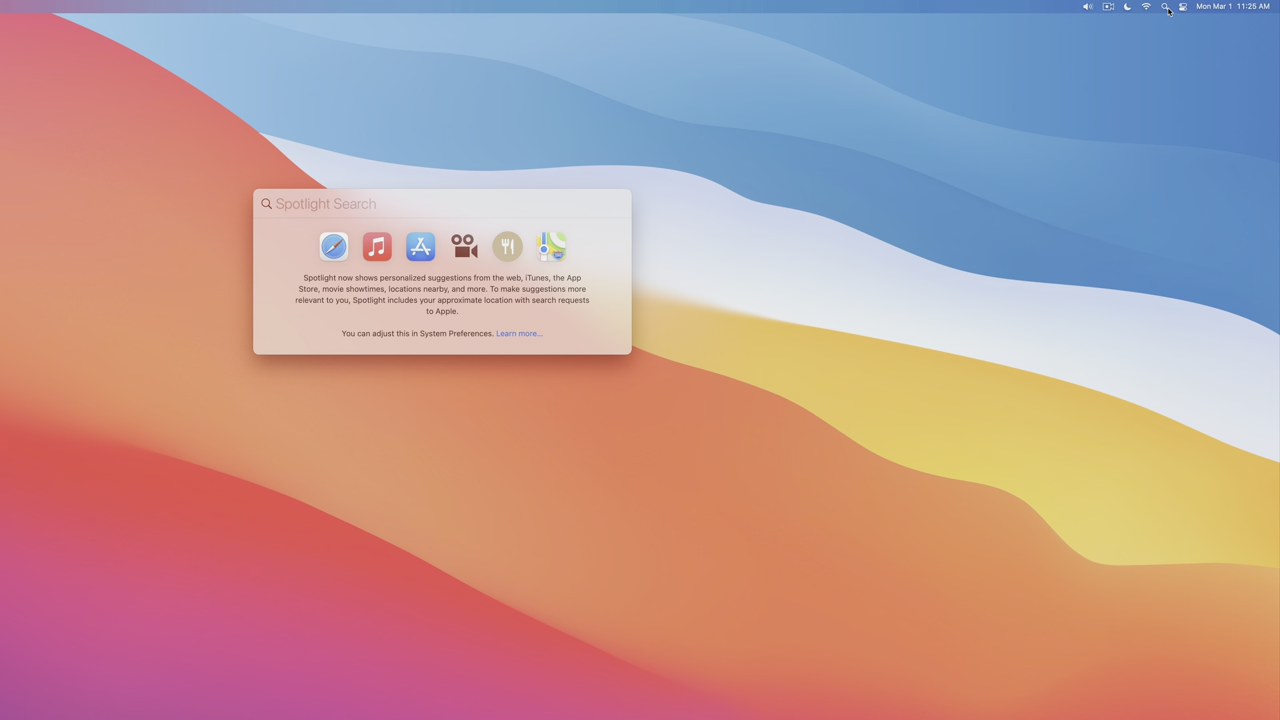 Mon Mar 1 11:25 AM
Spotlight Search
Spotlight now shows personalized suggestions from the web, iTunes, the App
Store, movie showtimes, locations nearby, and more. To make suggestions more
relevant to you, Spotlight includes your approximate location with search requests
to Apple.
You can adjust this in System Preferences. Learn more...